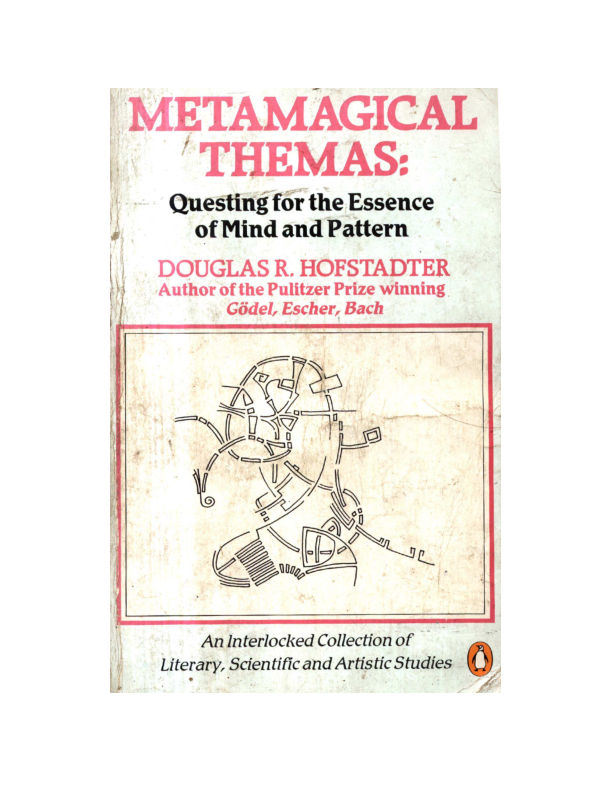 METAMAGICAL
THEMAS:
Questing for the Essence
of Mind and Pattern
DOUGLAS R. HOFSTADTER
Author of the Pulitzer Prize winning
Gödel, Escher, Bach
An Interlocked Collection of
Literary, Scientific and Artistic Studies